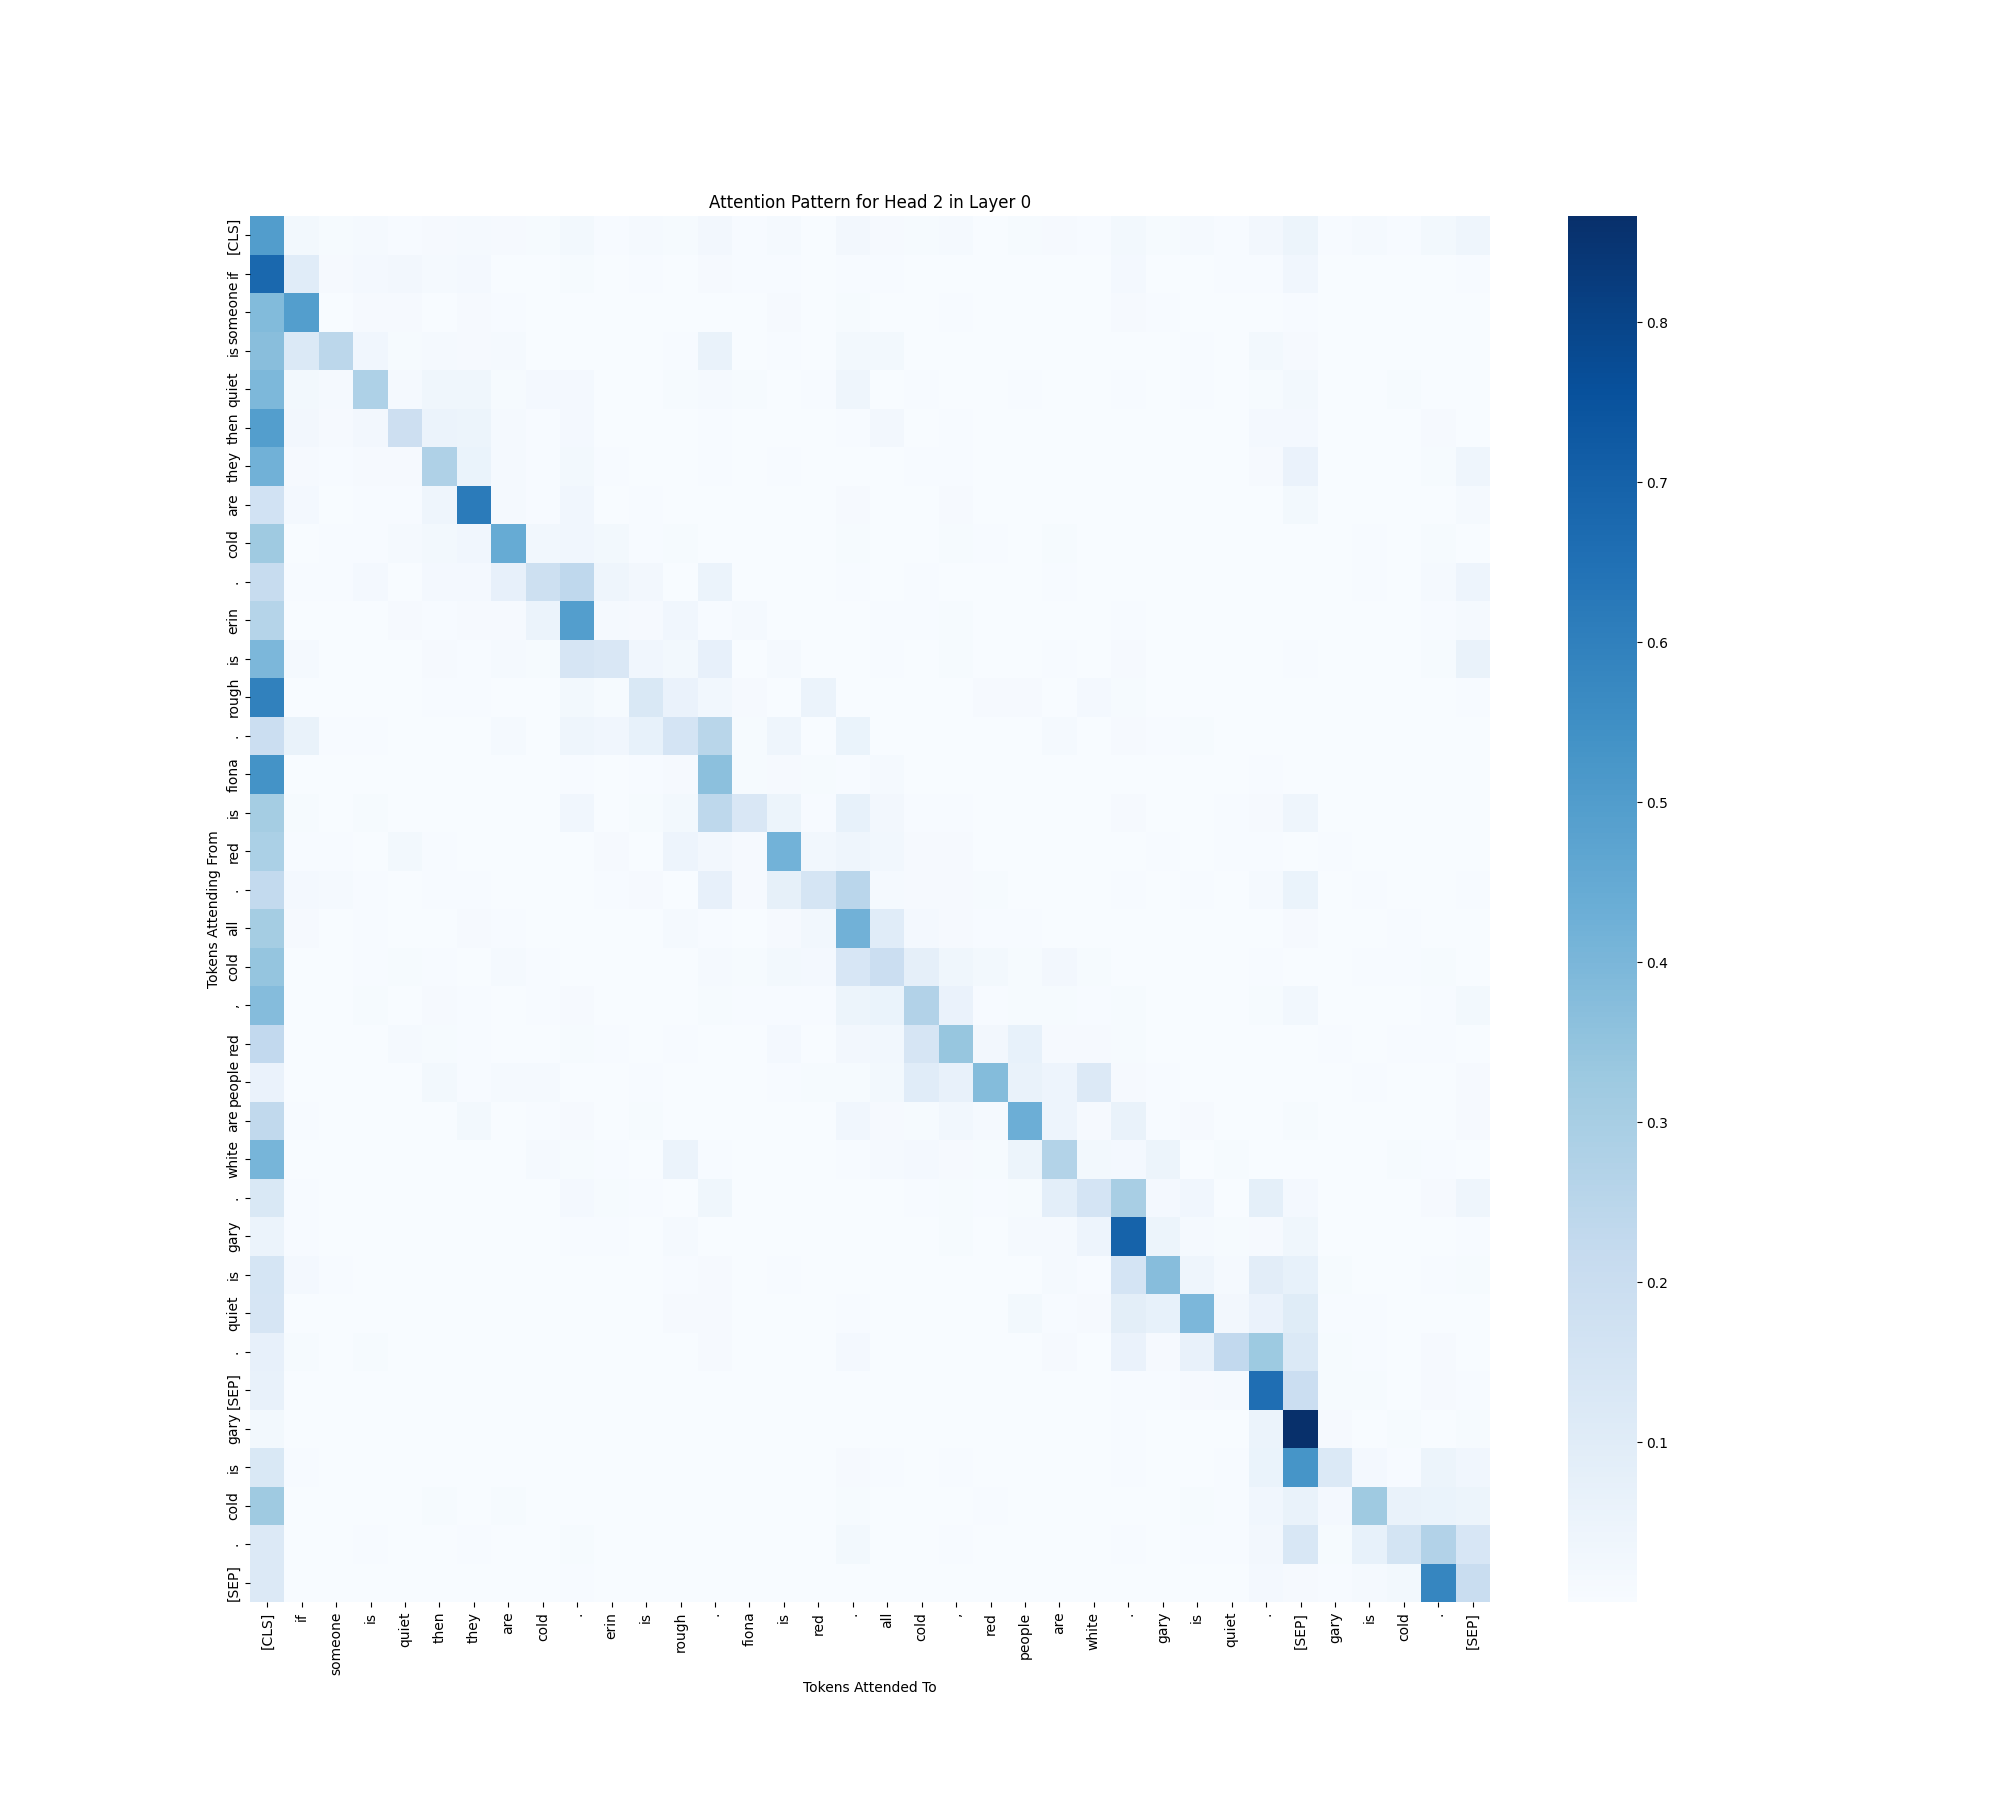 Attention Pattern for Head 2 in Layer 0
Tokens Attending From
[CLS]
if
someone
is
quiet
then
they
are
cold
.
erin
is
rough
.
fiona
is
red
.
all
cold
,
red
people
are
white
.
gary
is
quiet
.
[SEP]
gary
is
cold
.
[SEP]
[CLS] if someone is quiet then they are cold . erin is rough . fiona is red . all cold , red people are white . gary is quiet . [SEP] gary is cold . [SEP]
Tokens Attended To
0.8
0.7
0.6
0.5
0.4
0.3
0.2
0.1